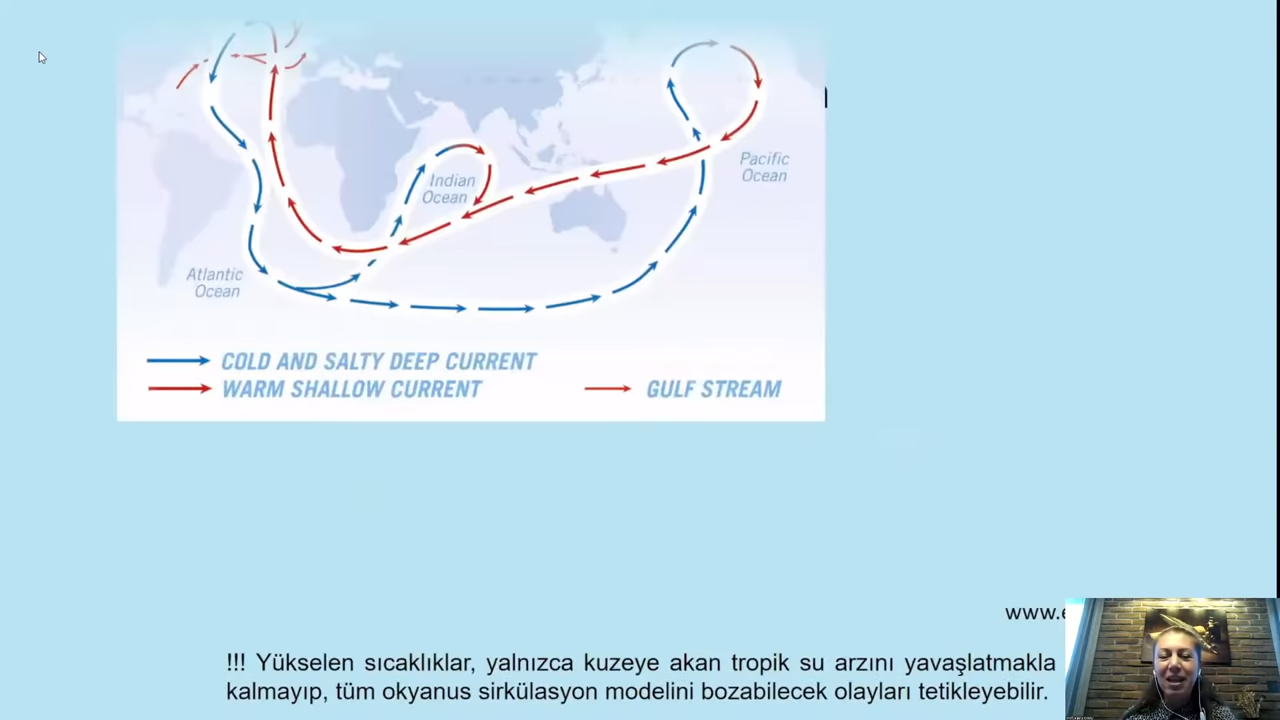 Indian
Ocean
Pacific
Ocean
Atlantic
Ocean
COLD AND SALTY DEEP CURRENT
WARM SHALLOW CURRENT
GULF STREAM
www.e
!!! Yükselen sıcaklıklar, yalnızca kuzeye akan tropik su arzını yavaşlatmakla
kalmayıp, tüm okyanus sirkülasyon modelini bozabilecek olayları tetikleyebilir.